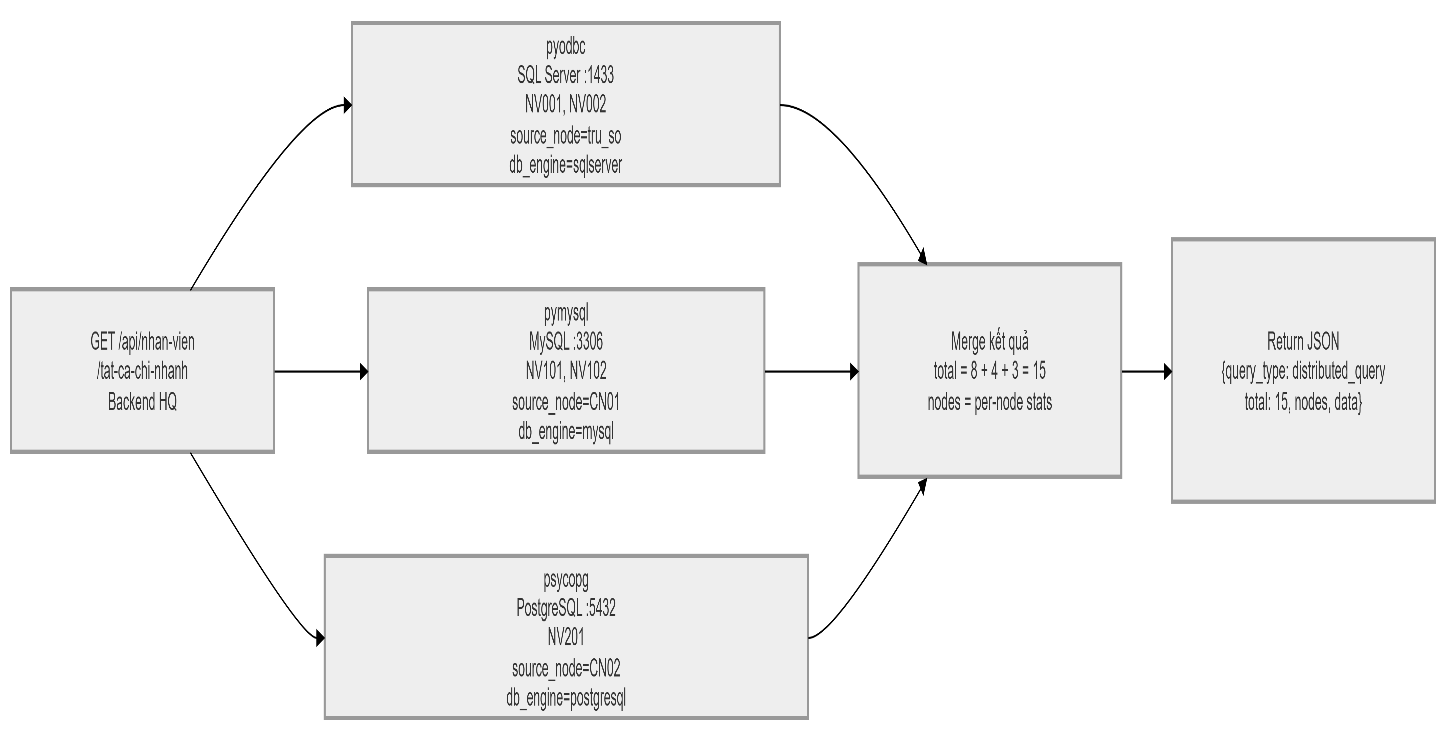 pyodbc
SQL Server :1433
NV001, NV002
source_node=tru_so
db_engine=sqlserver
GET /api/nhan-vien
/tat-ca-chi-nhanh
Backend HQ
pymysql
MySQL :3306
NV101, NV102
source_node=CN01
db_engine=mysql
psycopg
PostgreSQL :5432
NV201
source_node=CN02
db_engine=postgresql
Merge kết quả
total = 8 + 4 + 3 = 15
nodes = per-node stats
Return JSON
{query_type: distributed_query
total: 15, nodes, data}